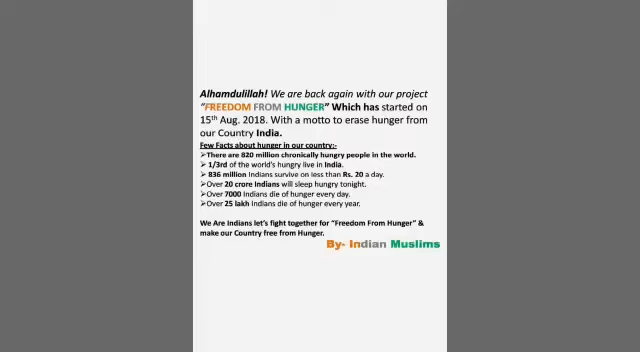 Alhamdulillah! We are back again with our project
“FREEDOM FROM HUNGER” Which has started on
15th Aug. 2018. With a motto to erase hunger from
our Country India.
Few Facts about hunger in our country:-
➢There are 820 million chronically hungry people in the world.
➢ 1/3rd of the world's hungry live in India.
➢ 836 million Indians survive on less than Rs. 20 a day.
➢Over 20 crore Indians will sleep hungry tonight.
➢Over 7000 Indians die of hunger every day.
➢Over 25 lakh Indians die of hunger every year.
We Are Indians let's fight together for “Freedom From Hunger” &
make our Country free from Hunger.
By- Indian Muslims